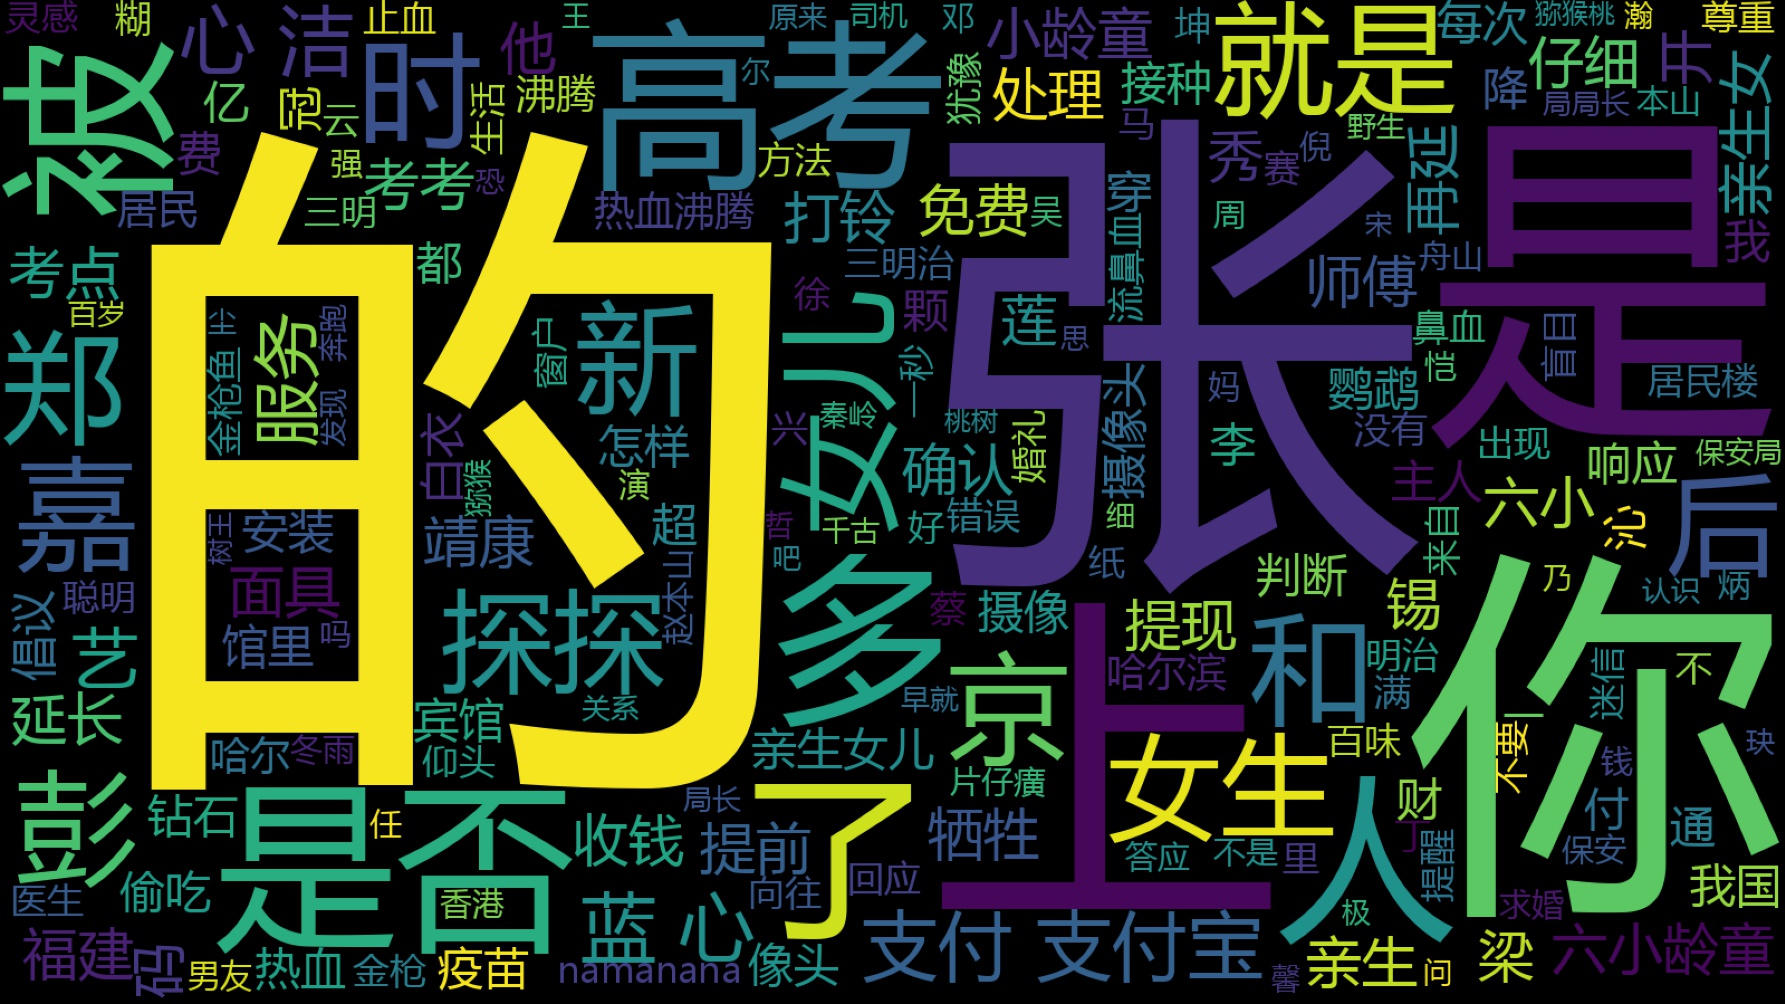 灵感
糊
心 洁
止血
他
王
原来
司机
邓
小龄童
坤
就是
每次
猕猴桃
瀚
尊重
被
亿
冠
云
时
生活
沸腾
高考
尔
犹豫
处理
接种
马
仔细
开
降
局局长
本山
亲生女
费
强
考考
恐
方法
野生
秀
赛
倪
再延
居民
三明
热血沸腾
打铃
免费
吴
穿
周
宋
我
是
的
张
考点
都
三明治
流鼻血
师傅
舟山
百岁
徐
颗
莲
思
鼻血
盲目
郑
尘
服务
奔跑
金枪鱼
发现
窗户
新
女儿
一秒
妈
恺
鹦鹉
居民楼
摄像头
兴
秦岭
桃树
婚礼
李
没有
出现
嘉
白衣
怎样
猕猴
演
确认
主人
响应
保安局
六小
后
树王
安装
靖康
超
哲
千古
好
错误
细
来自
沁
吧
面具
聪明
探探
赵本山
多
纸
判断
乃
认识
炳
倡议
艺
馆里
吗
蔡
摄像
提现
锡
你
京
上
哈尔滨
和
明治
满
迷信
不
延长
宾馆
关系
早就
哈尔
冬雨
仰头
亲生女儿
片仔癀
女生
百味
不要
钱
玦
彭
钻石
是否
任
收钱
局长
提前
了
牺牲
答应
不是
里
人
财
丁
提醒
付
保安
通
医生
偷吃
香港
蓝 心
向往
回应
极
求婚
我国
福建
码
男友
热血
金枪
疫苗
namanana
像头
支付 支付宝
馨
亲生
问
梁
六小龄童